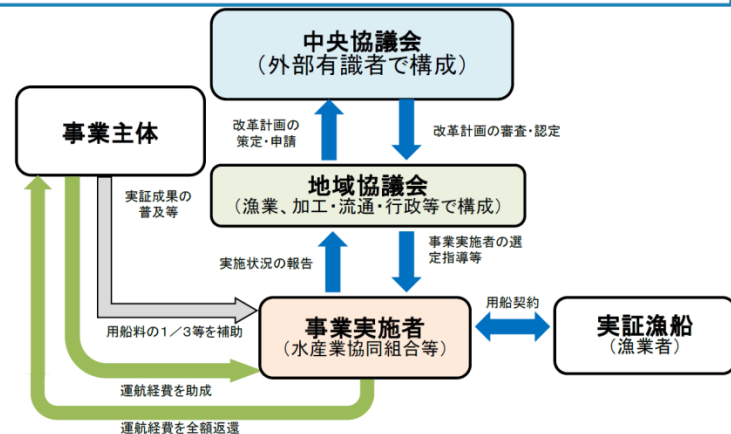 中央協議会
（外部有識者で構成）
事業主体
改革計画の
策定・申請
改革計画の審査・認定
実証成果の
普及等
地域協議会
（漁業、加工・流通・行政等で構成）
実施状況の報告
事業実施者の選
定指導等
用船料の１／３等を補助
事業実施者
（水産業協同組合等）
用船契約
実証漁船
（漁業者）
運航経費を助成
運航経費を全額返還